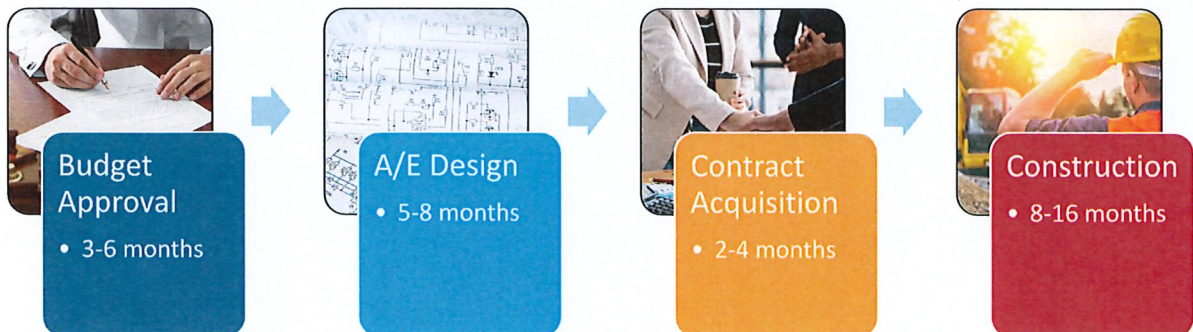 Budget
Approval
• 3-6 months
A/E Design
• 5-8 months
Contract
Acquisition
• 2-4 months
Construction
• 8-16 months